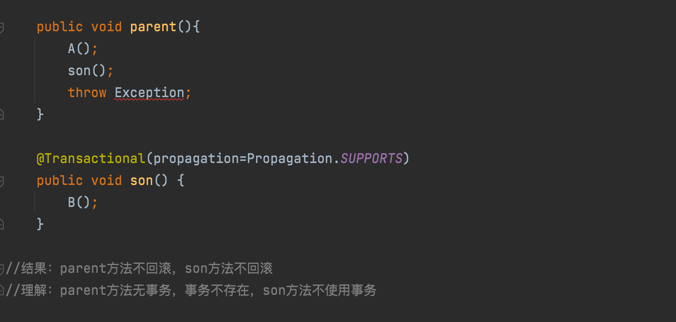 public void parent(){
A();
son();
throw Exception;
}
@Transactional(propagation=Propagation.SUPPORTS)
public void son() {
B();
}
//结果：parent方法不回滚，son方法不回滚
//理解：parent方法无事务，事务不存在，son方法不使用事务